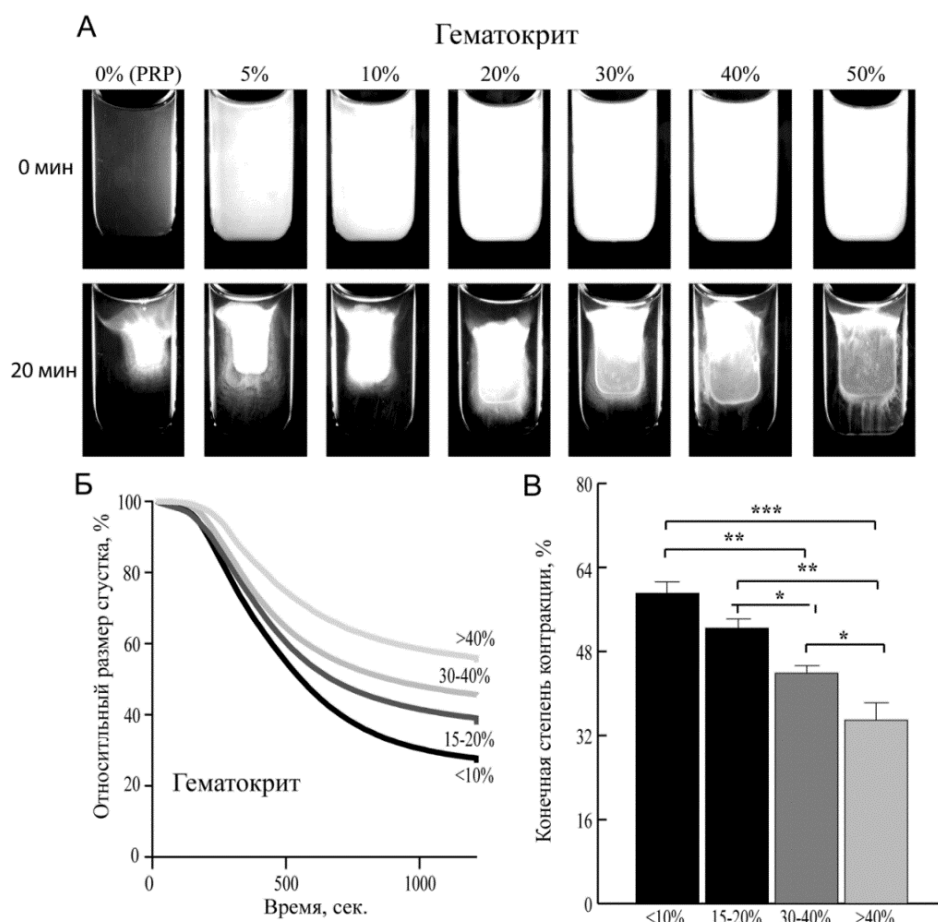 А
Гематокрит
0% (PRP) 5% 10% 20% 30% 40% 50%
0 мин
20 мин
Б
Относитльный размер сгустка, %
100
80
60
40
20
0
>40%
30-40%
15-20%
<10%
Гематокрит
0 500 1000
Время, сек.
В
Конечная степень контракции, %
80
64
48
32
16
0
***
**
**
*
*
<10% 15-20% 30-40% >40%